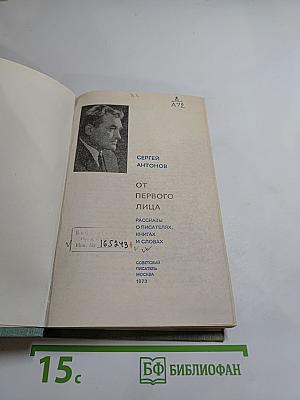 А72
СЕРГЕЙ
АНТОНОВ
ОТ
ПЕРВОГО
ЛИЦА
РАССКАЗЫ
О ПИСАТЕЛЯХ,
КНИГАХ
И СЛОВАХ
165243
СОВЕТСКИЙ
ПИСАТЕЛЬ
МОСКВА
1973
15с
БФ БИБЛИОФАН